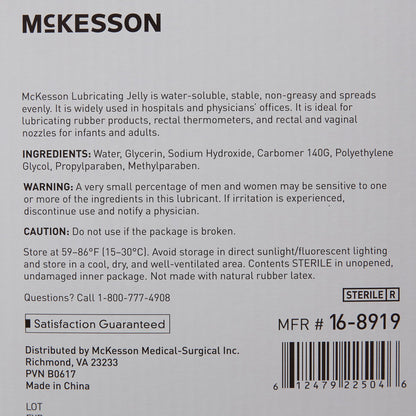 McKESSON
McKesson Lubricating Jelly is water-soluble, stable, non-greasy and spreads
evenly. It is widely used in hospitals and physicians' offices. It is ideal for
lubricating rubber products, rectal thermometers, and rectal and vaginal
nozzles for infants and adults.
INGREDIENTS: Water, Glycerin, Sodium Hydroxide, Carbomer 140G, Polyethylene
Glycol, Propylparaben, Methylparaben.
WARNING: A very small percentage of men and women may be sensitive to one
or more of the ingredients in this lubricant. If irritation is experienced,
discontinue use and notify a physician.
CAUTION: Do not use if the package is broken.
Store at 59–86°F (15–30°C). Avoid storage in direct sunlight/fluorescent lighting
and store in a cool, dry, and well-ventilated area. Contents STERILE in unopened,
undamaged inner package. Not made with natural rubber latex.
Questions? Call 1-800-777-4908
STERILE R
Satisfaction Guaranteed
MFR # 16-8919
Distributed by McKesson Medical-Surgical Inc.
Richmond, VA 23233
PVN B0617
Made in China
6 12479 22504 6
LOT